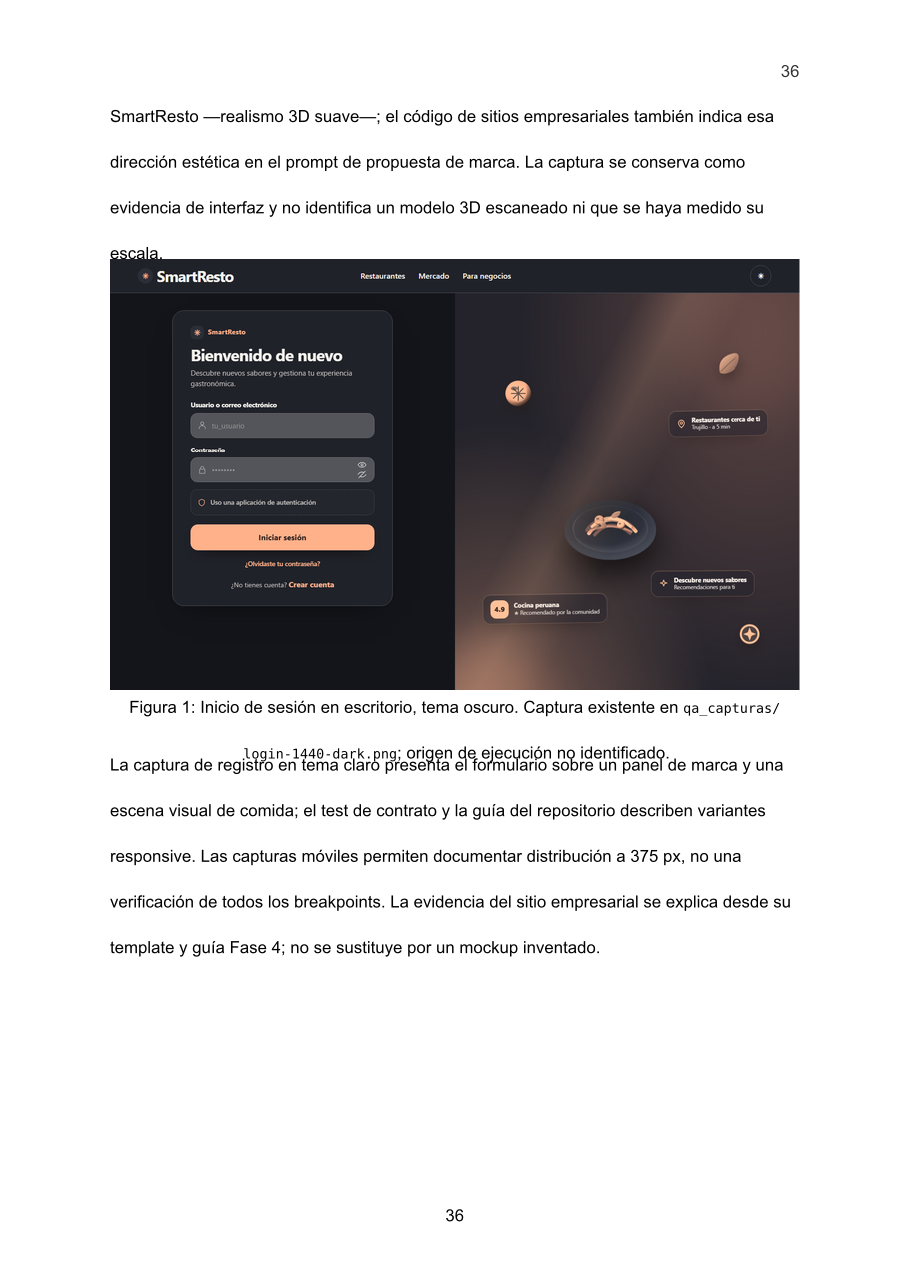 36
SmartResto —realismo 3D suave—; el código de sitios empresariales también indica esa
dirección estética en el prompt de propuesta de marca. La captura se conserva como
evidencia de interfaz y no identifica un modelo 3D escaneado ni que se haya medido su
escala.
SmartResto
Restaurantes Mercado Para negocios
SmartResto
Bienvenido de nuevo
Descubre nuevos sabores y gestiona tu experiencia
gastronómica.
Usuario o correo electrónico
tu_usuario
Contraseña
••••••••
Uso una aplicación de autenticación
Iniciar sesión
¿Olvidaste tu contraseña?
¿No tienes cuenta? Crear cuenta
Restaurantes cerca de ti
Trujillo · a 5 min
Descubre nuevos sabores
Recomendaciones para ti
4.9
Cocina peruana
★ Recomendado por la comunidad
Figura 1: Inicio de sesión en escritorio, tema oscuro. Captura existente en qa_capturas/
login-1440-dark.png; origen de ejecución no identificado.
La captura de registro en tema claro presenta el formulario sobre un panel de marca y una
escena visual de comida; el test de contrato y la guía del repositorio describen variantes
responsive. Las capturas móviles permiten documentar distribución a 375 px, no una
verificación de todos los breakpoints. La evidencia del sitio empresarial se explica desde su
template y guía Fase 4; no se sustituye por un mockup inventado.
36